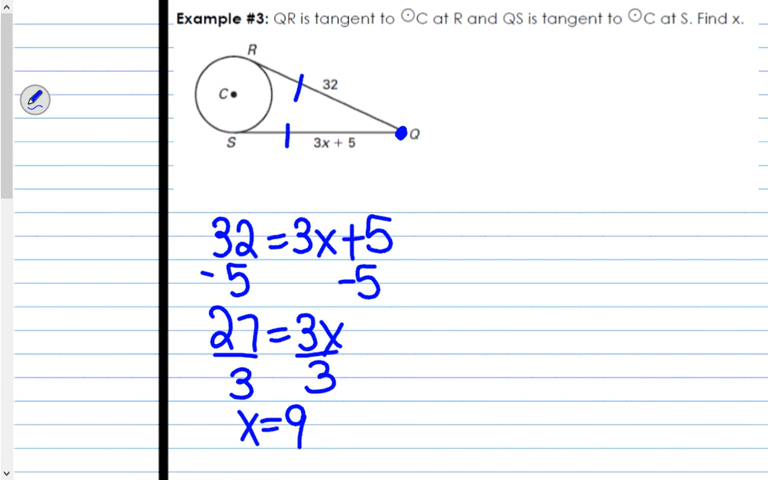 Example #3: QR is tangent to ⊙C at R and QS is tangent to ⊙C at S. Find x.
R
32
C
S
3x + 5
Q
32=3x+5
-5 -5
27=3x
3 3
x=9